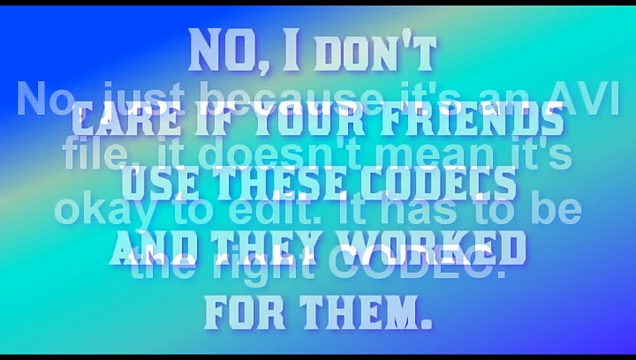 NO, I DON'T
CARE IF YOUR FRIENDS
USE THESE CODECS
AND THEY WORKED
FOR THEM.
No, just because it's an AVI
file, it doesn't mean it's
okay to edit. It has to be
the right CODEC.